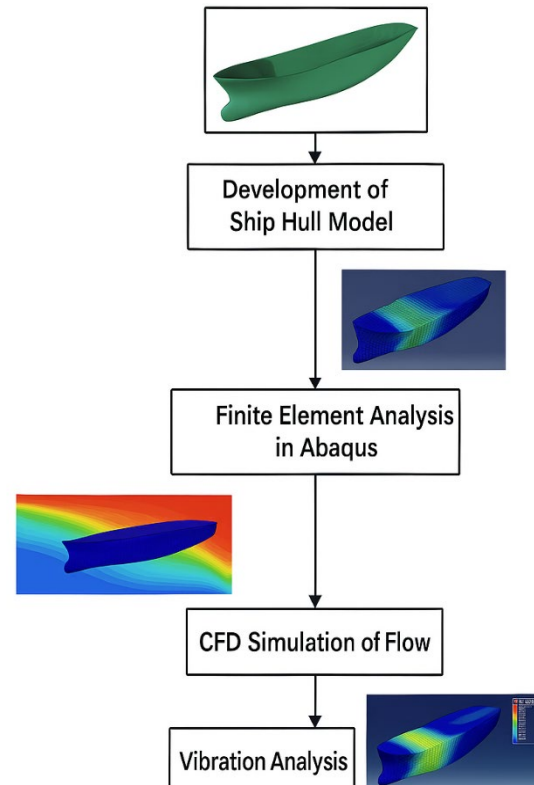 Development of
Ship Hull Model
Finite Element Analysis
in Abaqus
CFD Simulation of Flow
Vibration Analysis